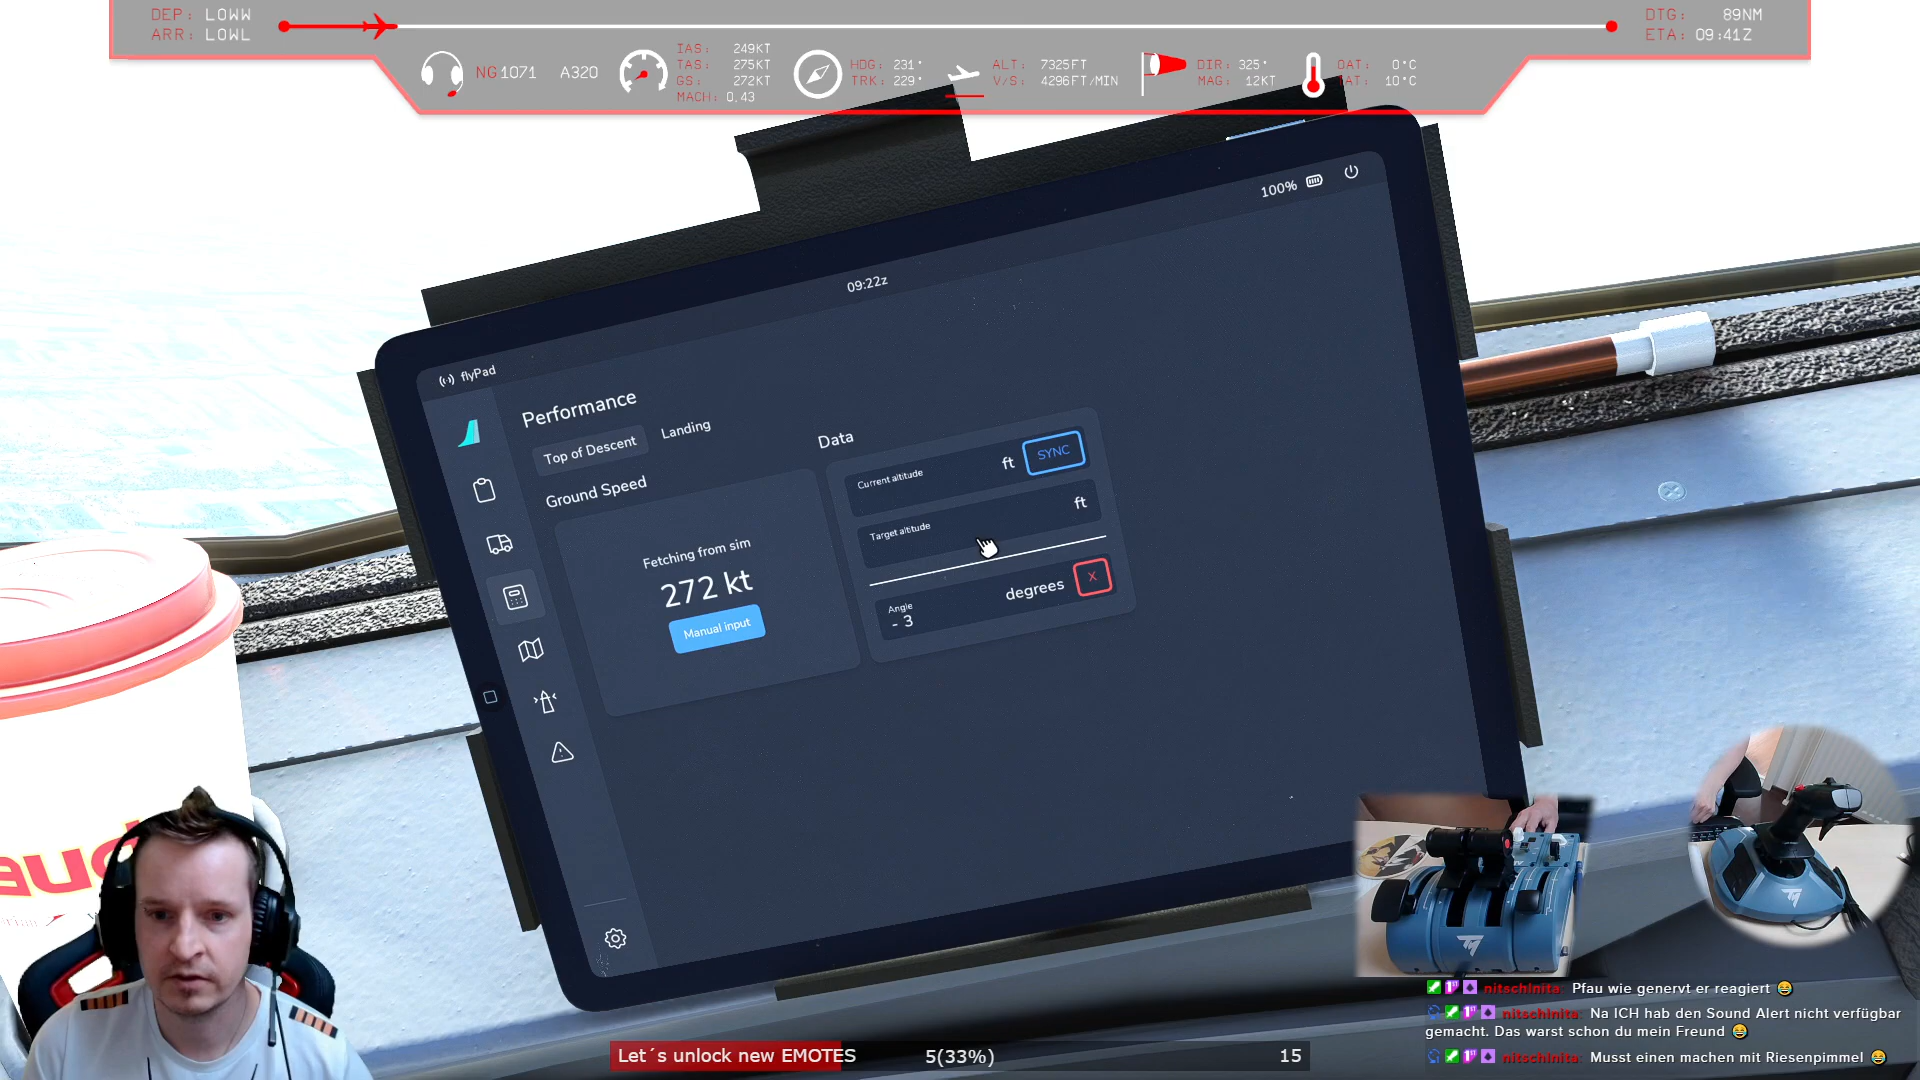 DEP: LOWW
ARR: LOWL
DTG: 89NM
ETA: 09:41Z
NG1071 A320
IAS: 249KT
TAS: 275KT
GS: 272KT
MACH: 0.43
HDG: 231°
TRK: 229°
ALT: 7325FT
V/S: 4296FT/MIN
DIR: 325°
MAG: 12KT
OAT: 0°C
AT: 10°C
100%
09:22z
flyPad
Performance
Top of Descent Landing
Ground Speed
Fetching from sim
272 kt
Manual input
Data
Current altitude ft SYNC
Target altitude ft
Angle
- 3 degrees X
nitschinita: Pfau wie genervt er reagiert 😂
nitschinita: Na ICH hab den Sound Alert nicht verfügbar
gemacht. Das warst schon du mein Freund 😂
nitschinita: Musst einen machen mit Riesenpimmel 😂
Let´s unlock new EMOTES 5(33%) 15